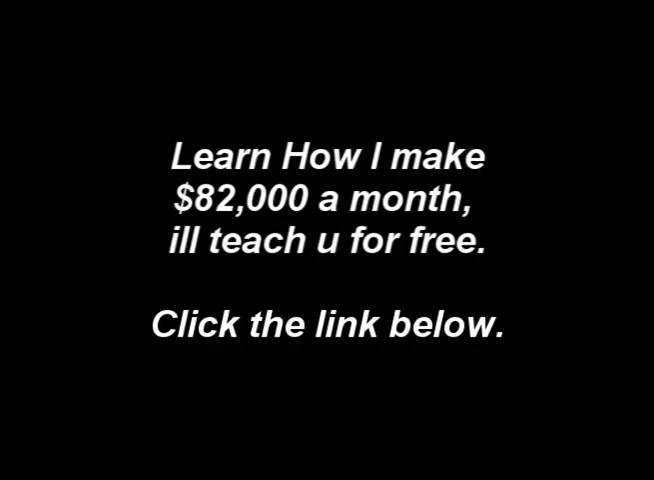 Learn How I make
$82,000 a month,
ill teach u for free.
Click the link below.